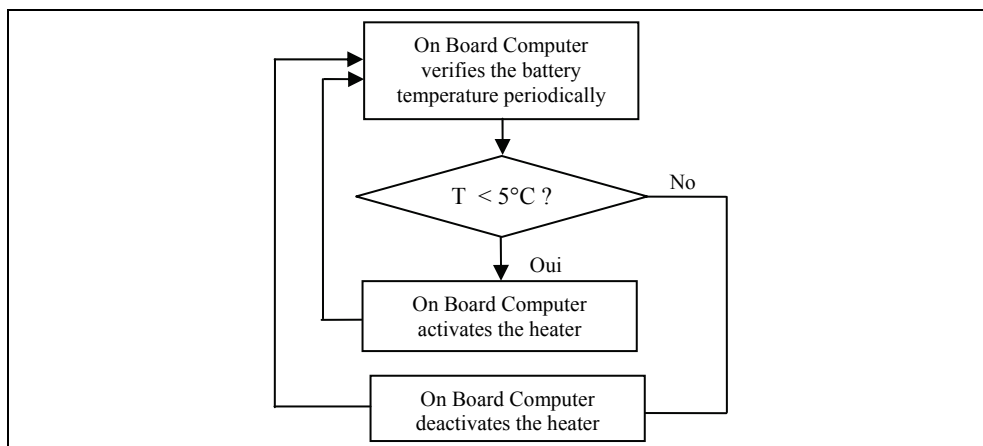 On Board Computer
verifies the battery
temperature periodically
T < 5°C ?
No
Oui
On Board Computer
activates the heater
On Board Computer
deactivates the heater